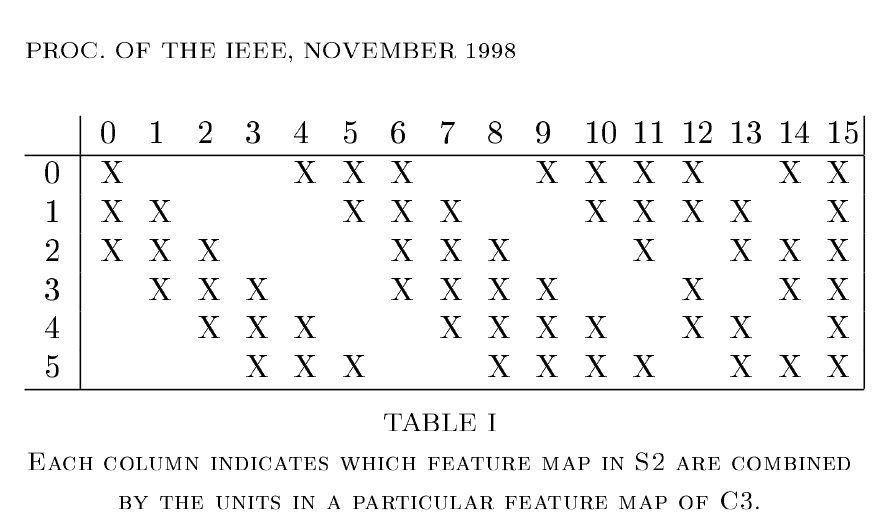 PROC. OF THE IEEE, NOVEMBER 1998
0 1 2 3 4 5 6 7 8 9 10 11 12 13 14 15
0 X X X X X X X X X X
1 X X X X X X X X X X
2 X X X X X X X X X X
3 X X X X X X X X X X
4 X X X X X X X X X X
5 X X X X X X X X X X
TABLE I
Each column indicates which feature map in S2 are combined
by the units in a particular feature map of C3.